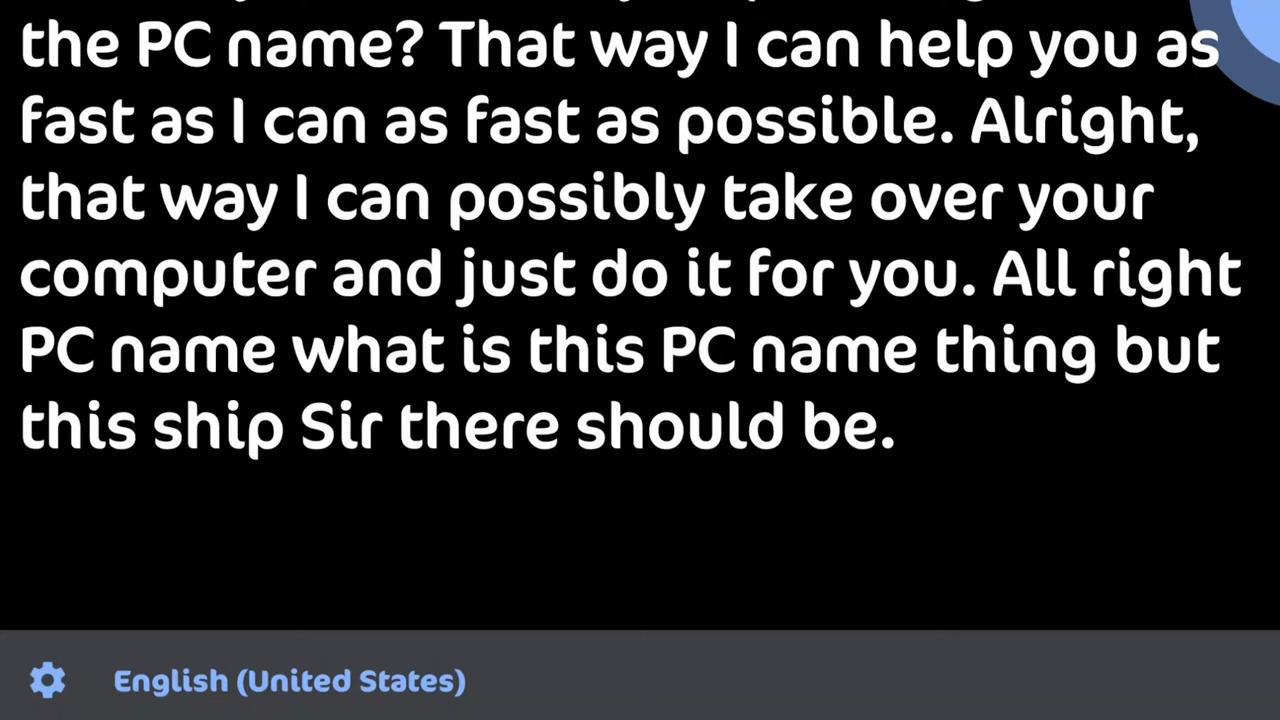 the PC name? That way I can help you as
fast as I can as fast as possible. Alright,
that way I can possibly take over your
computer and just do it for you. All right
PC name what is this PC name thing but
this ship Sir there should be.
English (United States)